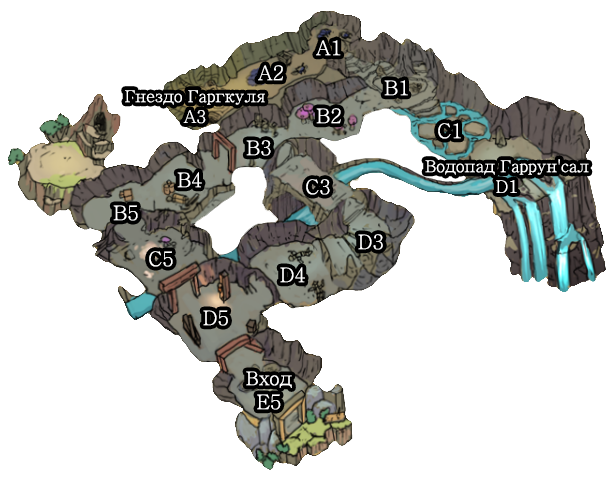 A1
A2
Гнездо Гаргкуля
A3
B1
B2
C1
B3
Водопад Гаррун'сал
D1
B4
C3
B5
D3
C5
D4
D5
Вход
E5